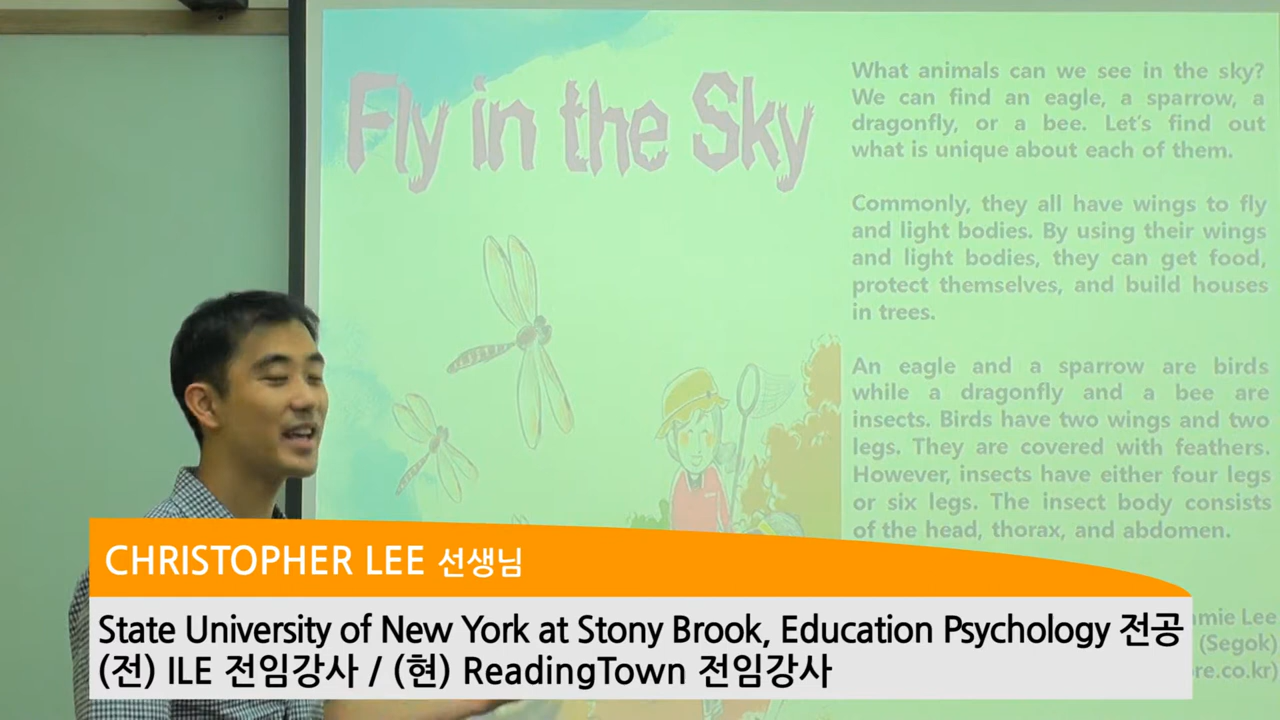 Fly in the Sky
What animals can we see in the sky?
We can find an eagle, a sparrow, a
dragonfly, or a bee. Let's find out
what is unique about each of them.
Commonly, they all have wings to fly
and light bodies. By using their wings
and light bodies, they can get food,
protect themselves, and build houses
in trees.
An eagle and a sparrow are birds
while a dragonfly and a bee are
insects. Birds have two wings and two
legs. They are covered with feathers.
However, insects have either four legs
or six legs. The insect body consists
of the head, thorax, and abdomen.
Lee
(Segok)
re.co.kr)
CHRISTOPHER LEE 선생님
State University of New York at Stony Brook, Education Psychology 전공
(전) ILE 전임강사 / (현) ReadingTown 전임강사